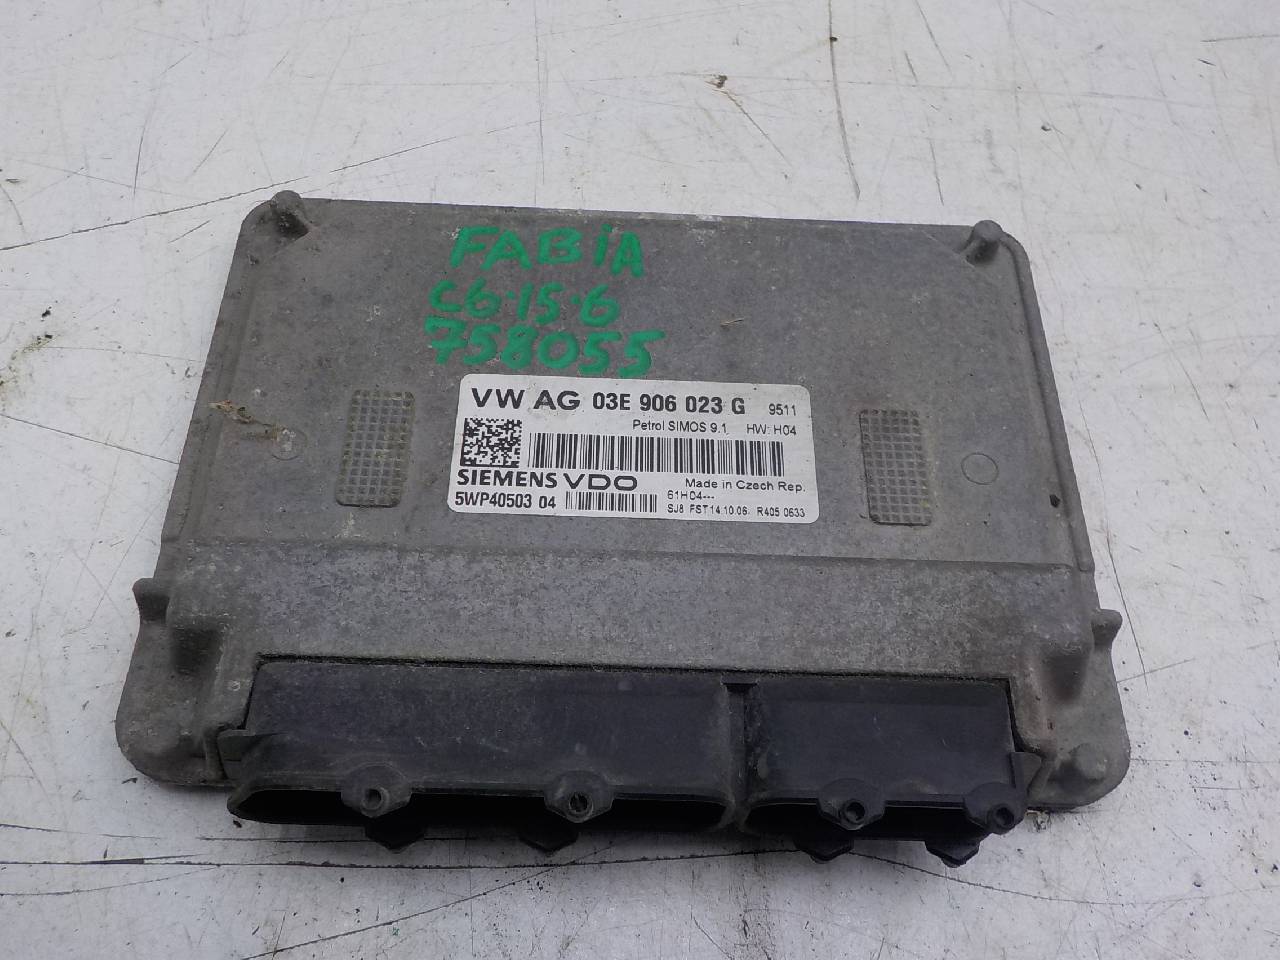 FABiA
C6·15·6
758055
VW AG 03E 906 023 G 9511
Petrol SIMOS 9.1 HW: H04
SIEMENS VDO Made in Czech Rep.
5WP40503 04 61H04---
SJ8 FST 14.10.06. R405 0633